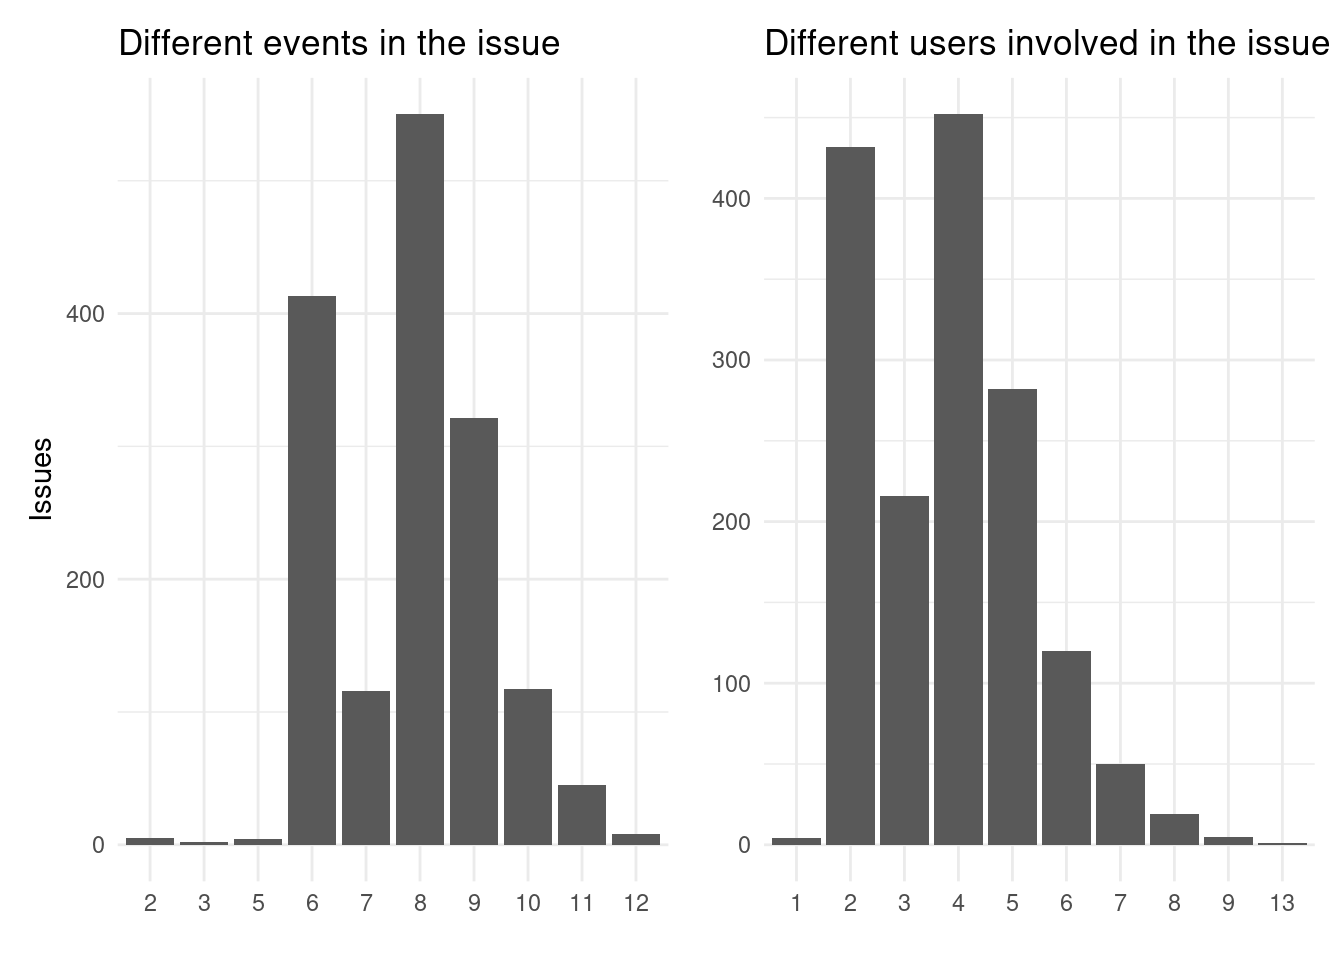 Different events in the issue
Issues
400
200
0
2 3 5 6 7 8 9 10 11 12
Different users involved in the issue
400
300
200
100
0
1 2 3 4 5 6 7 8 9 13